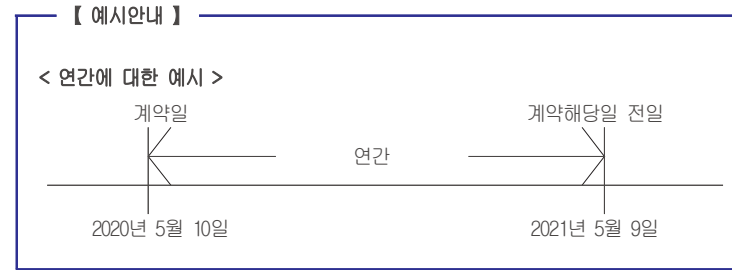 【 예시안내 】
< 연간에 대한 예시 >
계약일 계약해당일 전일
연간
2020년 5월 10일 2021년 5월 9일